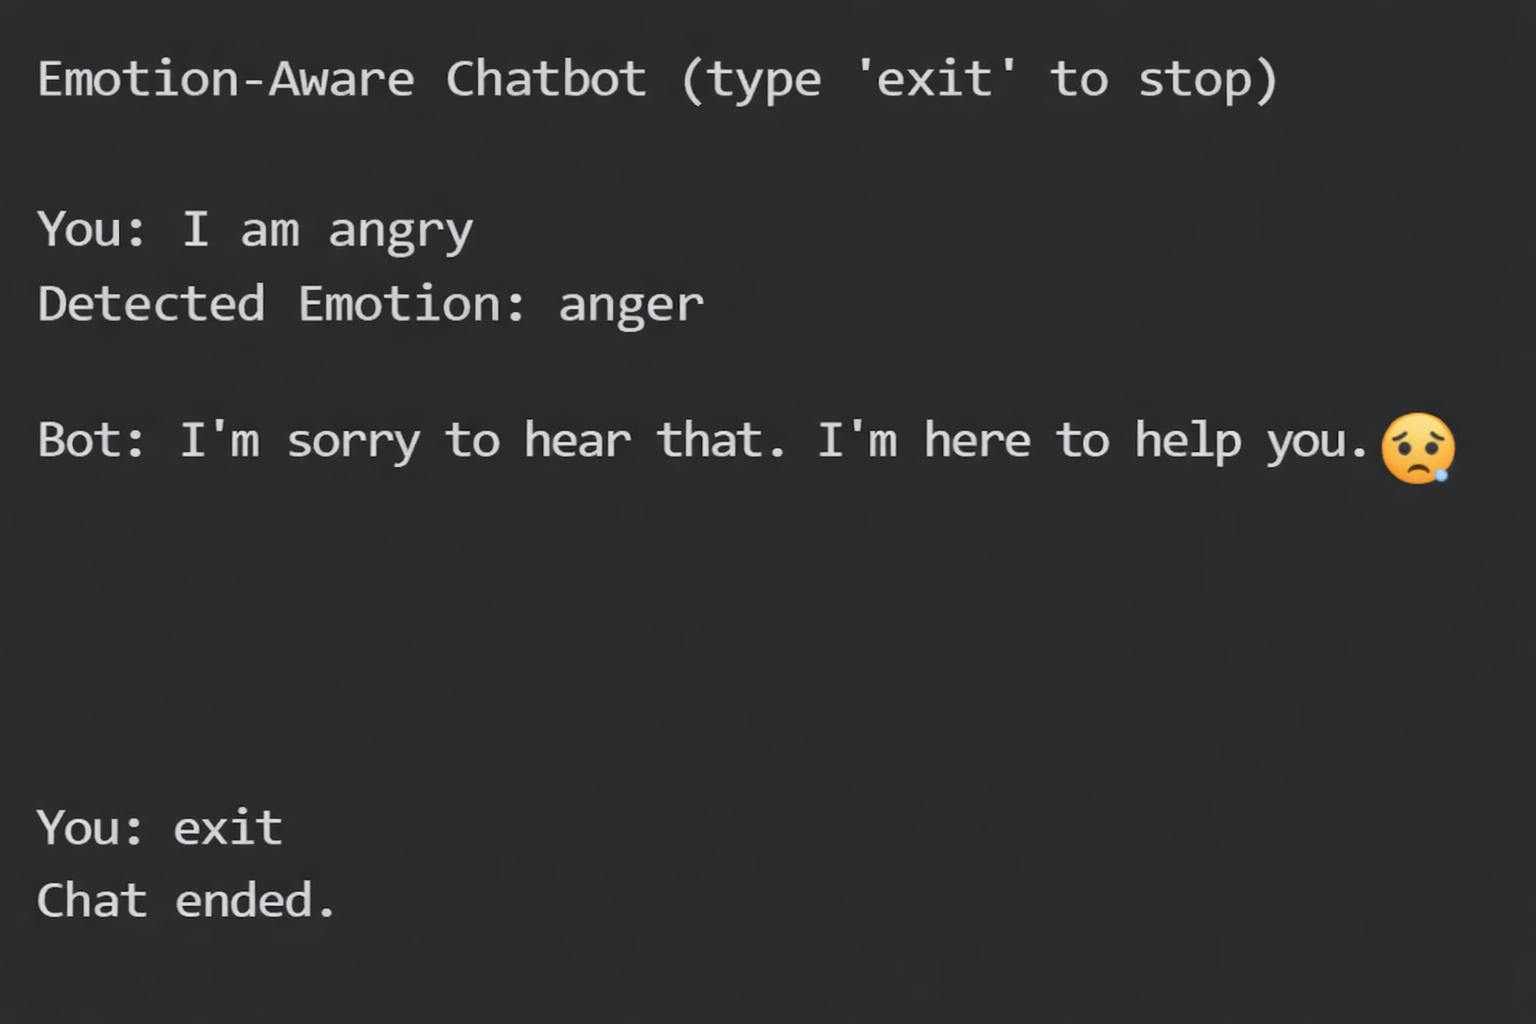 Emotion-Aware Chatbot (type 'exit' to stop)
You: I am angry
Detected Emotion: anger
Bot: I'm sorry to hear that. I'm here to help you.😥
You: exit
Chat ended.